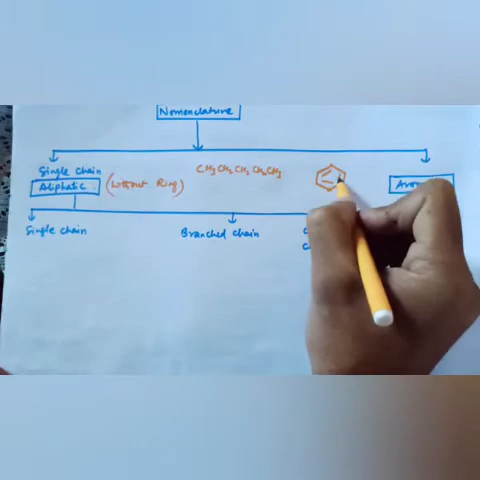 Nomenclature
Single chain
Aliphatic
(without Ring)
CH3 CH2 CH2 CH2 CH3
Single chain
Branched chain